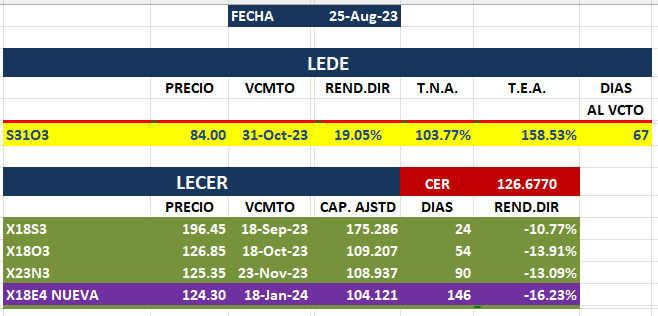 FECHA 25-Aug-23
LEDE
PRECIO VCMTO REND.DIR T.N.A. T.E.A. DIAS
AL VCTO
S31O3 84.00 31-Oct-23 19.05% 103.77% 158.53% 67
LECER CER 126.6770
PRECIO VCMTO CAP. AJSTD DIAS REND.DIR
X18S3 196.45 18-Sep-23 175.286 24 -10.77%
X18O3 126.85 18-Oct-23 109.207 54 -13.91%
X23N3 125.35 23-Nov-23 108.937 90 -13.09%
X18E4 NUEVA 124.30 18-Jan-24 104.121 146 -16.23%